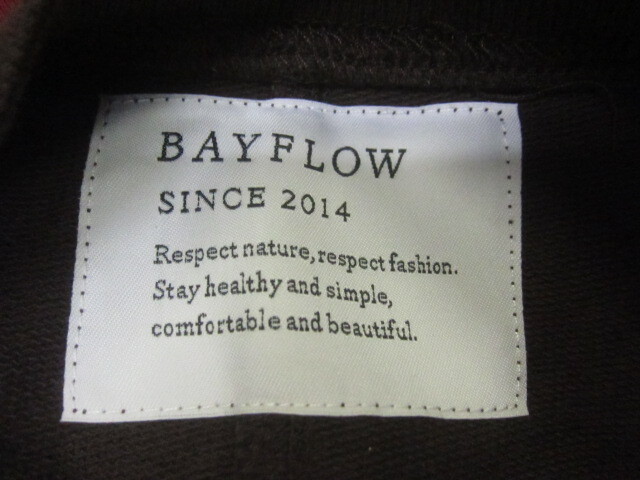 BAYFLOW
SINCE 2014
Respect nature, respect fashion.
Stay healthy and simple,
comfortable and beautiful.